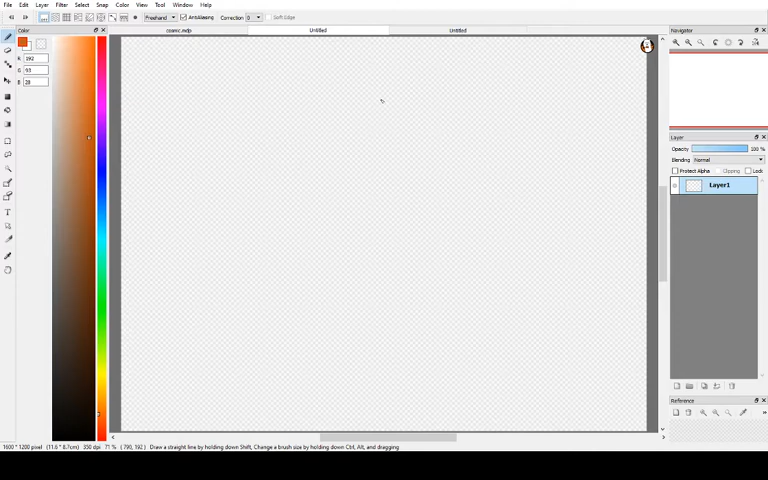 File Edit Layer Filter Select Snap Color View Tool Window Help
Freehand AntiAliasing Correction 0 Soft Edge
Color
cosmic.mdp Untitled Untitled
Navigator
R 192
G 93
B 28
Layer
Opacity 100 %
Blending Normal
Protect Alpha Clipping Lock
Layer1
Reference
1600 * 1200 pixel (11.6 * 8.7cm) 350 dpi 71 % ( 790, 192 ) Draw a straight line by holding down Shift, Change a brush size by holding down Ctrl, Alt, and dragging